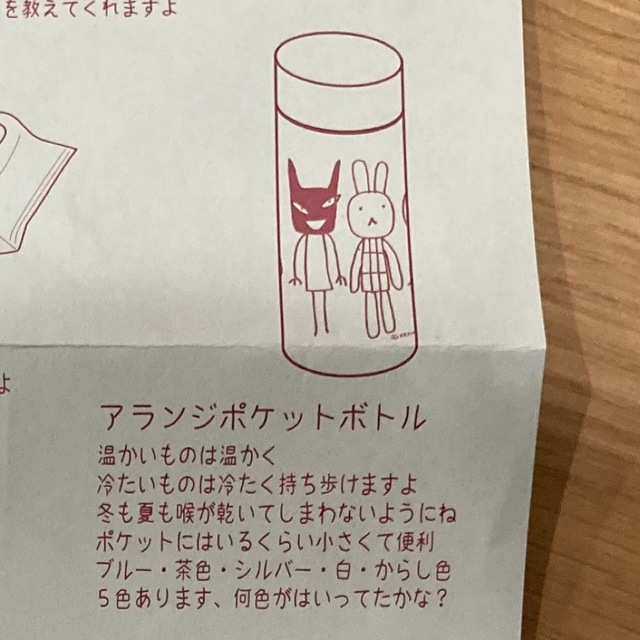 を教えてくれますよ
よ
アランジポケットボトル
温かいものは温かく
冷たいものは冷たく持ち歩けますよ
冬も夏も喉が乾いてしまわないようにね
ポケットにはいるくらい小さくて便利
ブルー・茶色・シルバー・白・からし色
5色あります、何色がはいってたかな?